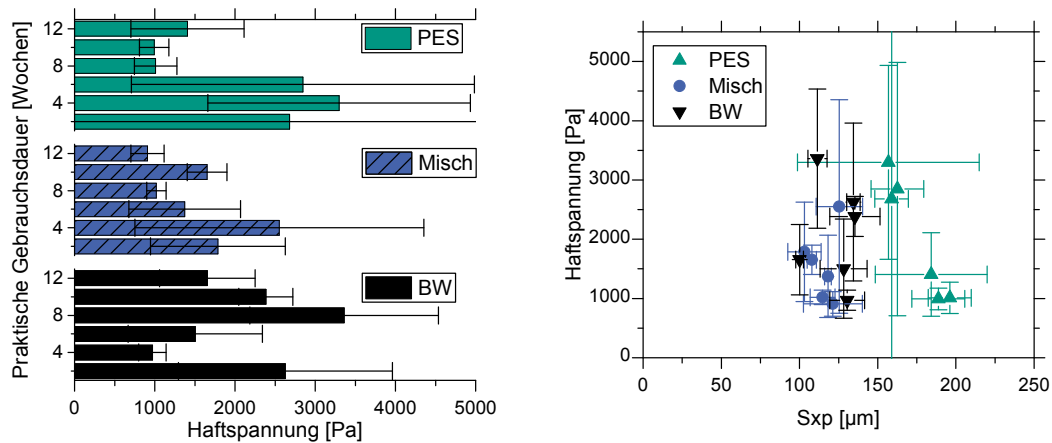 Praktische Gebrauchsdauer [Wochen]
12
8
4
PES
12
8
4
Misch
12
8
4
BW
0 1000 2000 3000 4000 5000
Haftspannung [Pa]
Haftspannung [Pa]
5000
4000
3000
2000
1000
0
PES
Misch
BW
0 50 100 150 200 250
Sxp [µm]